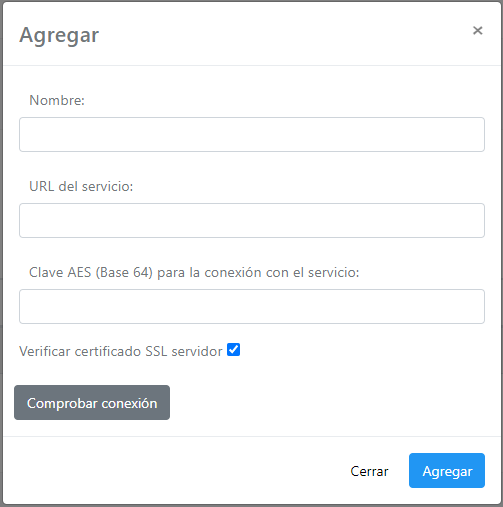 Agregar
×
Nombre:
URL del servicio:
Clave AES (Base 64) para la conexión con el servicio:
Verificar certificado SSL servidor
Comprobar conexión
Cerrar Agregar